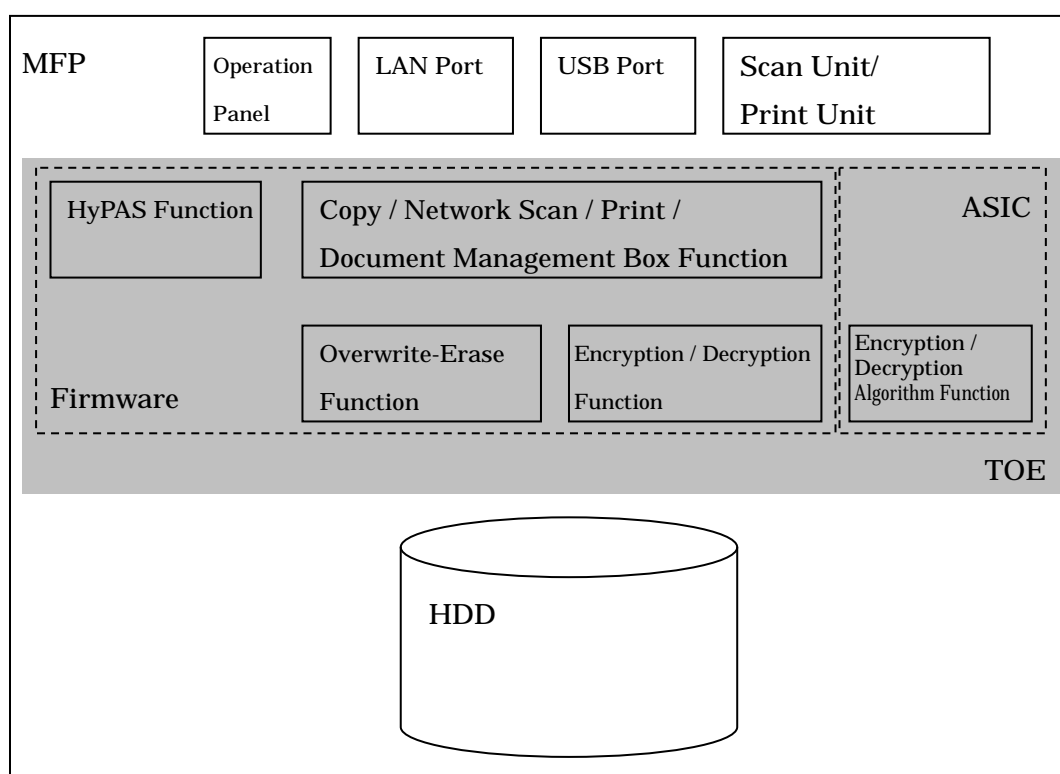 MFP
Operation
Panel
LAN Port
USB Port
Scan Unit/
Print Unit
HyPAS Function
Copy / Network Scan / Print /
Document Management Box Function
ASIC
Overwrite-Erase
Function
Encryption / Decryption
Function
Encryption /
Decryption
Algorithm Function
Firmware
TOE
HDD